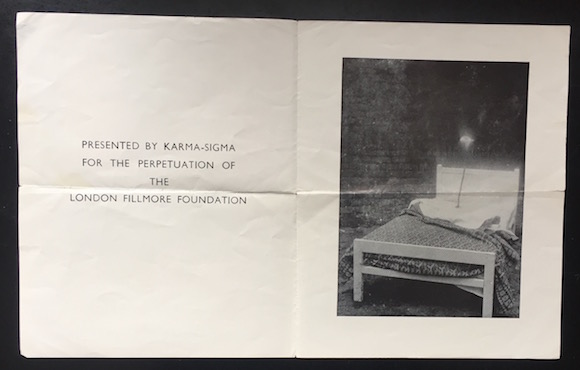 PRESENTED BY KARMA-SIGMA
FOR THE PERPETUATION OF
THE
LONDON FILLMORE FOUNDATION